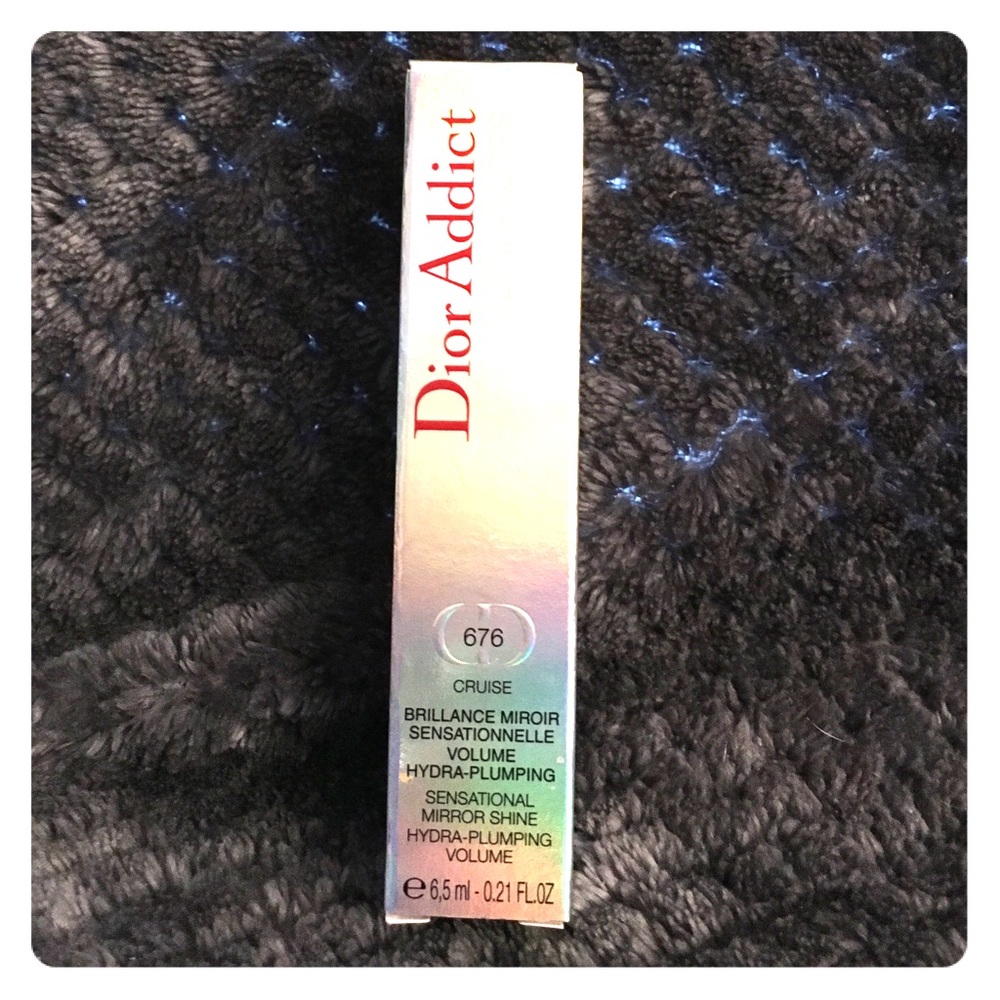 Dior Addict
676
CRUISE
BRILLANCE MIROIR
SENSATIONNELLE
VOLUME
HYDRA-PLUMPING
SENSATIONAL
MIRROR SHINE
HYDRA-PLUMPING
VOLUME
℮ 6,5 ml - 0.21 FL.OZ